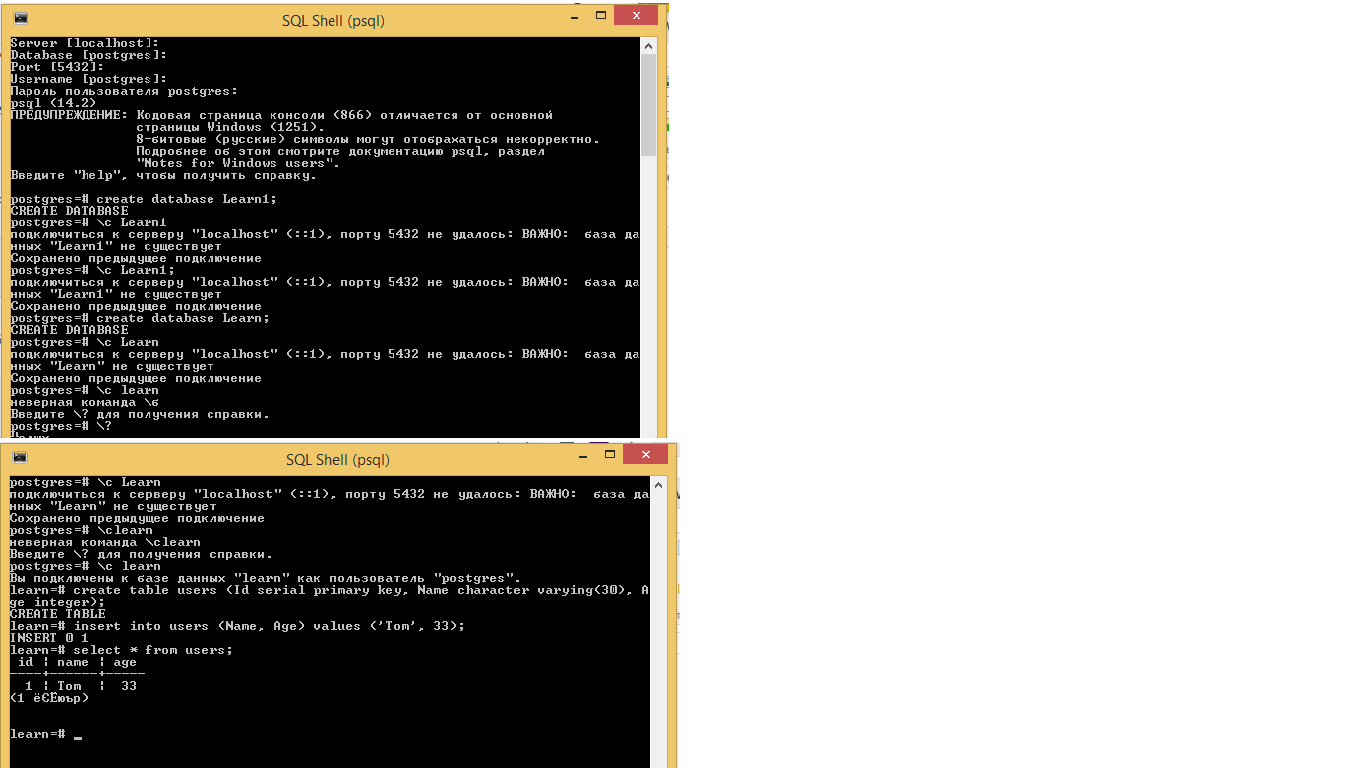 SQL Shell (psql)
Server [localhost]:
Database [postgres]:
Port [5432]:
Username [postgres]:
Пароль пользователя postgres:
psql (14.2)
ПРЕДУПРЕЖДЕНИЕ: Кодовая страница консоли (866) отличается от основной
страницы Windows (1251).
8-битовые (русские) символы могут отображаться некорректно.
Подробнее об этом смотрите документацию psql, раздел
"Notes for Windows users".
Введите "help", чтобы получить справку.
postgres=# create database Learn1;
CREATE DATABASE
postgres=# \c Learn1
подключиться к серверу "localhost" (::1), порту 5432 не удалось: ВАЖНО:  база да
нных "Learn1" не существует
Сохранено предыдущее подключение
postgres=# \c Learn1;
подключиться к серверу "localhost" (::1), порту 5432 не удалось: ВАЖНО:  база да
нных "Learn1" не существует
Сохранено предыдущее подключение
postgres=# create database Learn;
CREATE DATABASE
postgres=# \c Learn
подключиться к серверу "localhost" (::1), порту 5432 не удалось: ВАЖНО:  база да
нных "Learn" не существует
Сохранено предыдущее подключение
postgres=# \c learn
неверная команда \б
Введите \? для получения справки.
postgres=# \?
SQL Shell (psql)
postgres=# \c Learn
подключиться к серверу "localhost" (::1), порту 5432 не удалось: ВАЖНО:  база да
нных "Learn" не существует
Сохранено предыдущее подключение
postgres=# \clearn
неверная команда \clearn
Введите \? для получения справки.
postgres=# \c learn
Вы подключены к базе данных "learn" как пользователь "postgres".
learn=# create table users (Id serial primary key, Name character varying(30), A
ge integer);
CREATE TABLE
learn=# insert into users (Name, Age) values ('Tom', 33);
INSERT 0 1
learn=# select * from users;
id ¦ name ¦ age
----+------+-----
1 ¦ Tom  ¦  33
(1 ёЄЁюър)
learn=# _